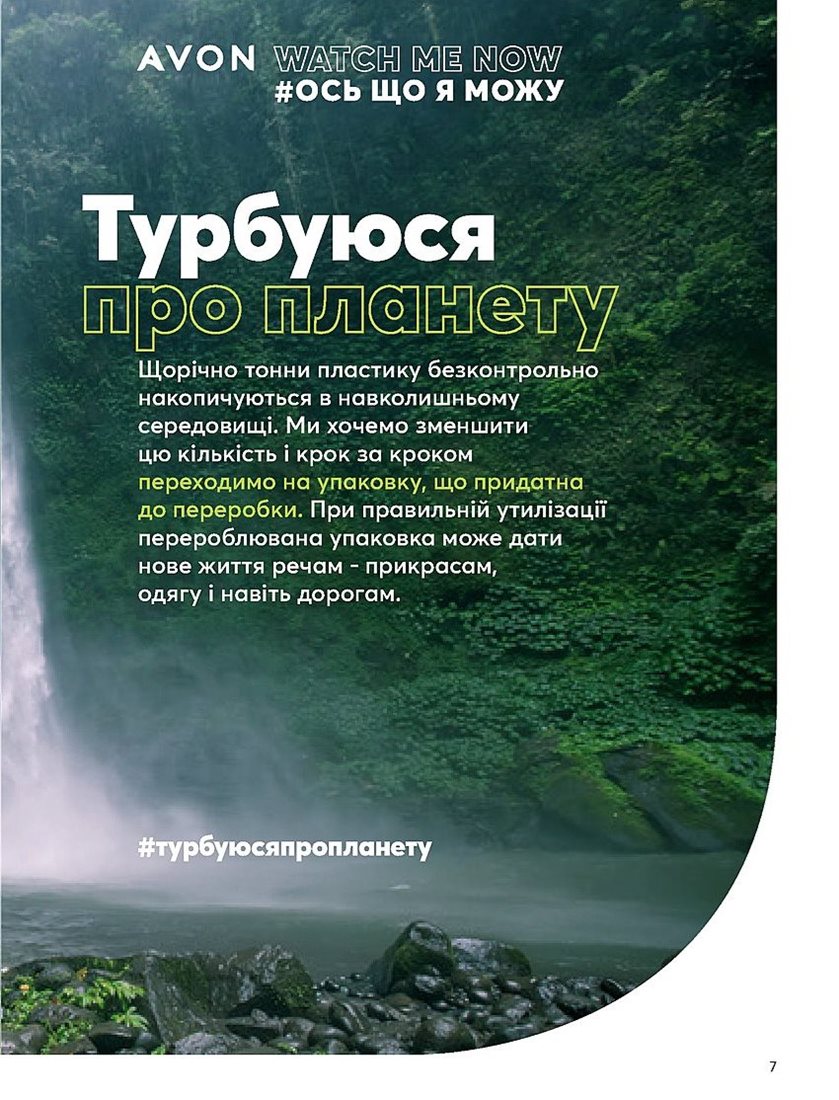 AVON WATCH ME NOW
#ОСЬ ЩО Я МОЖУ
Турбуюся
про планету
Щорічно тонни пластику безконтрольно
накопичуються в навколишньому
середовищі. Ми хочемо зменшити
цю кількість і крок за кроком
переходимо на упаковку, що придатна
до переробки. При правильній утилізації
перероблювана упаковка може дати
нове життя речам - прикрасам,
одягу і навіть дорогам.
#турбуюсяпропланету
7